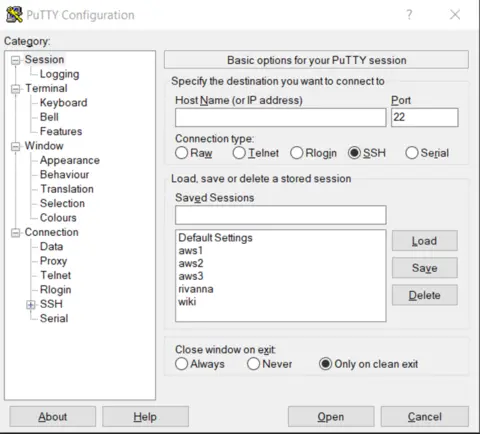 PuTTY Configuration
Category:
Session
Logging
Terminal
Keyboard
Bell
Features
Window
Appearance
Behaviour
Translation
Selection
Colours
Connection
Data
Proxy
Telnet
Rlogin
SSH
Serial
Basic options for your PuTTY session
Specify the destination you want to connect to
Host Name (or IP address) Port
22
Connection type:
Raw Telnet Rlogin SSH Serial
Load, save or delete a stored session
Saved Sessions
Default Settings
aws1
aws2
aws3
rivanna
wiki
Load
Save
Delete
Close window on exit:
Always Never Only on clean exit
About Help Open Cancel